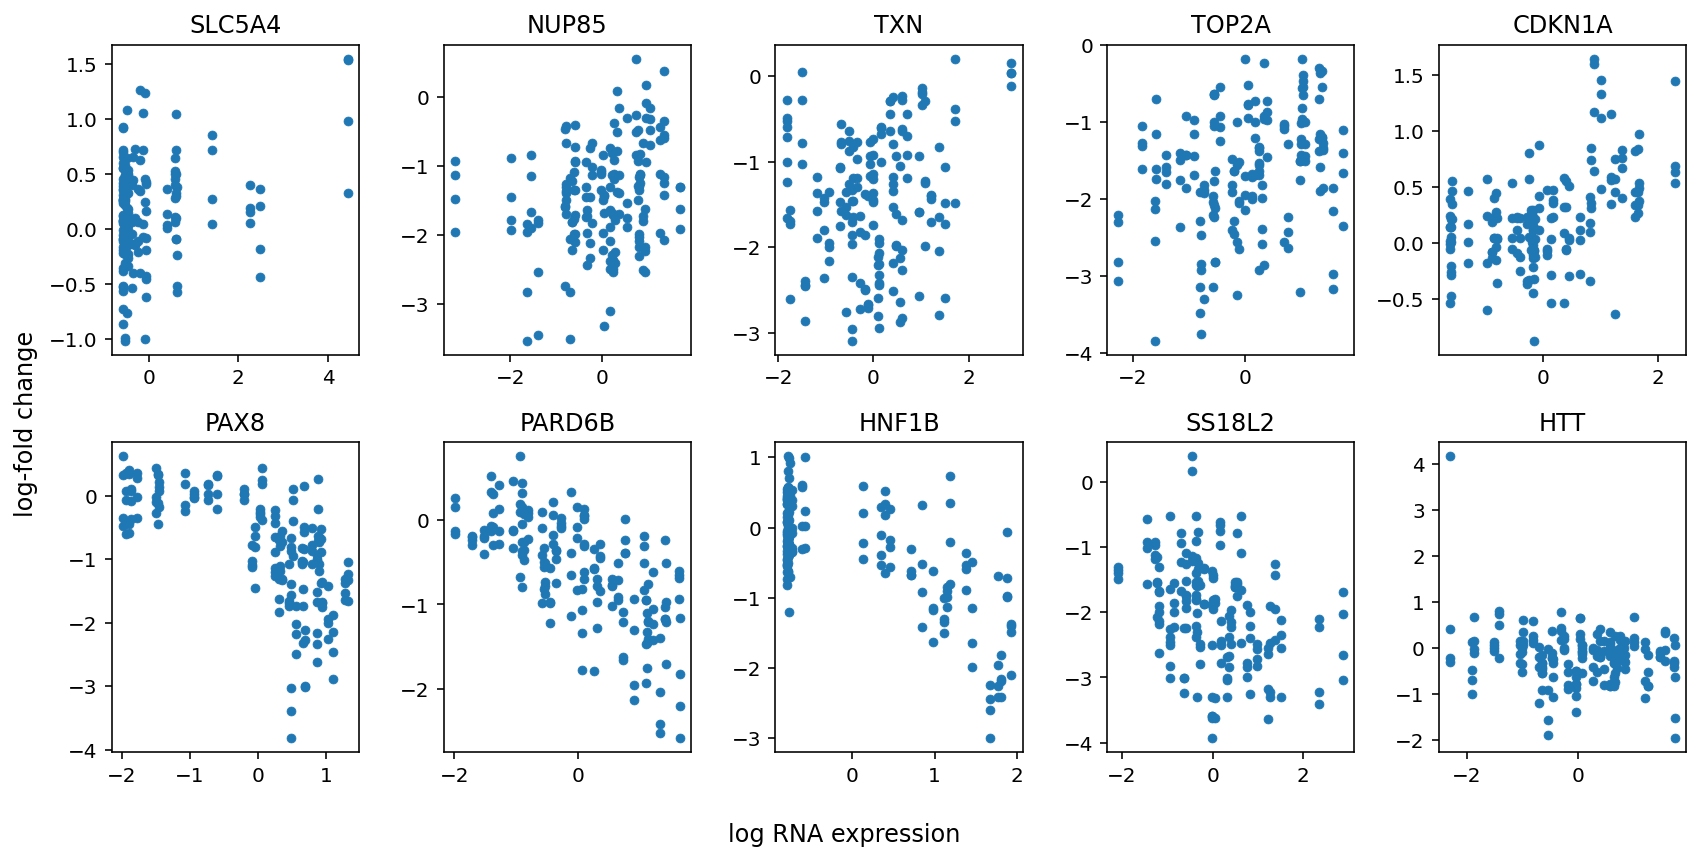 SLC5A4 NUP85 TXN TOP2A CDKN1A
1.5 1.0 0.5 0.0 −0.5 −1.0
0 2 4
0 −1 −2 −3
−2 0
0 −1 −2 −3
−2 0 2
0 −1 −2 −3 −4
−2 0
1.5 1.0 0.5 0.0 −0.5
0 2
log-fold change
PAX8 PARD6B HNF1B SS18L2 HTT
0 −1 −2 −3 −4
−2 −1 0 1
0 −1 −2
−2 0
1 0 −1 −2 −3
0 1 2
0 −1 −2 −3 −4
−2 0 2
4 3 2 1 0 −1 −2
−2 0
log RNA expression